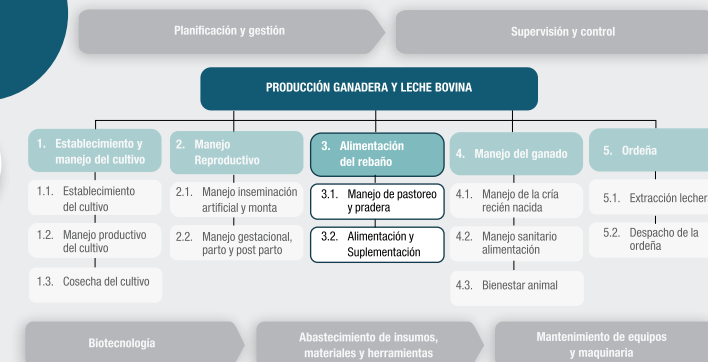 Planificación y gestión
Supervisión y control
PRODUCCIÓN GANADERA Y LECHE BOVINA
1. Establecimiento y
manejo del cultivo
1.1. Establecimiento
del cultivo
1.2. Manejo productivo
del cultivo
1.3. Cosecha del cultivo
2. Manejo
Reproductivo
2.1. Manejo inseminación
artificial y monta
2.2. Manejo gestacional,
parto y post parto
3. Alimentación
del rebaño
3.1. Manejo de pastoreo
y pradera
3.2. Alimentación y
Suplementación
4. Manejo del ganado
4.1. Manejo de la cría
recién nacida
4.2. Manejo sanitario
alimentación
4.3. Bienestar animal
5. Ordeña
5.1. Extracción lecher
5.2. Despacho de la
ordeña
Biotecnología
Abastecimiento de insumos,
materiales y herramientas
Mantenimiento de equipos
y maquinaria